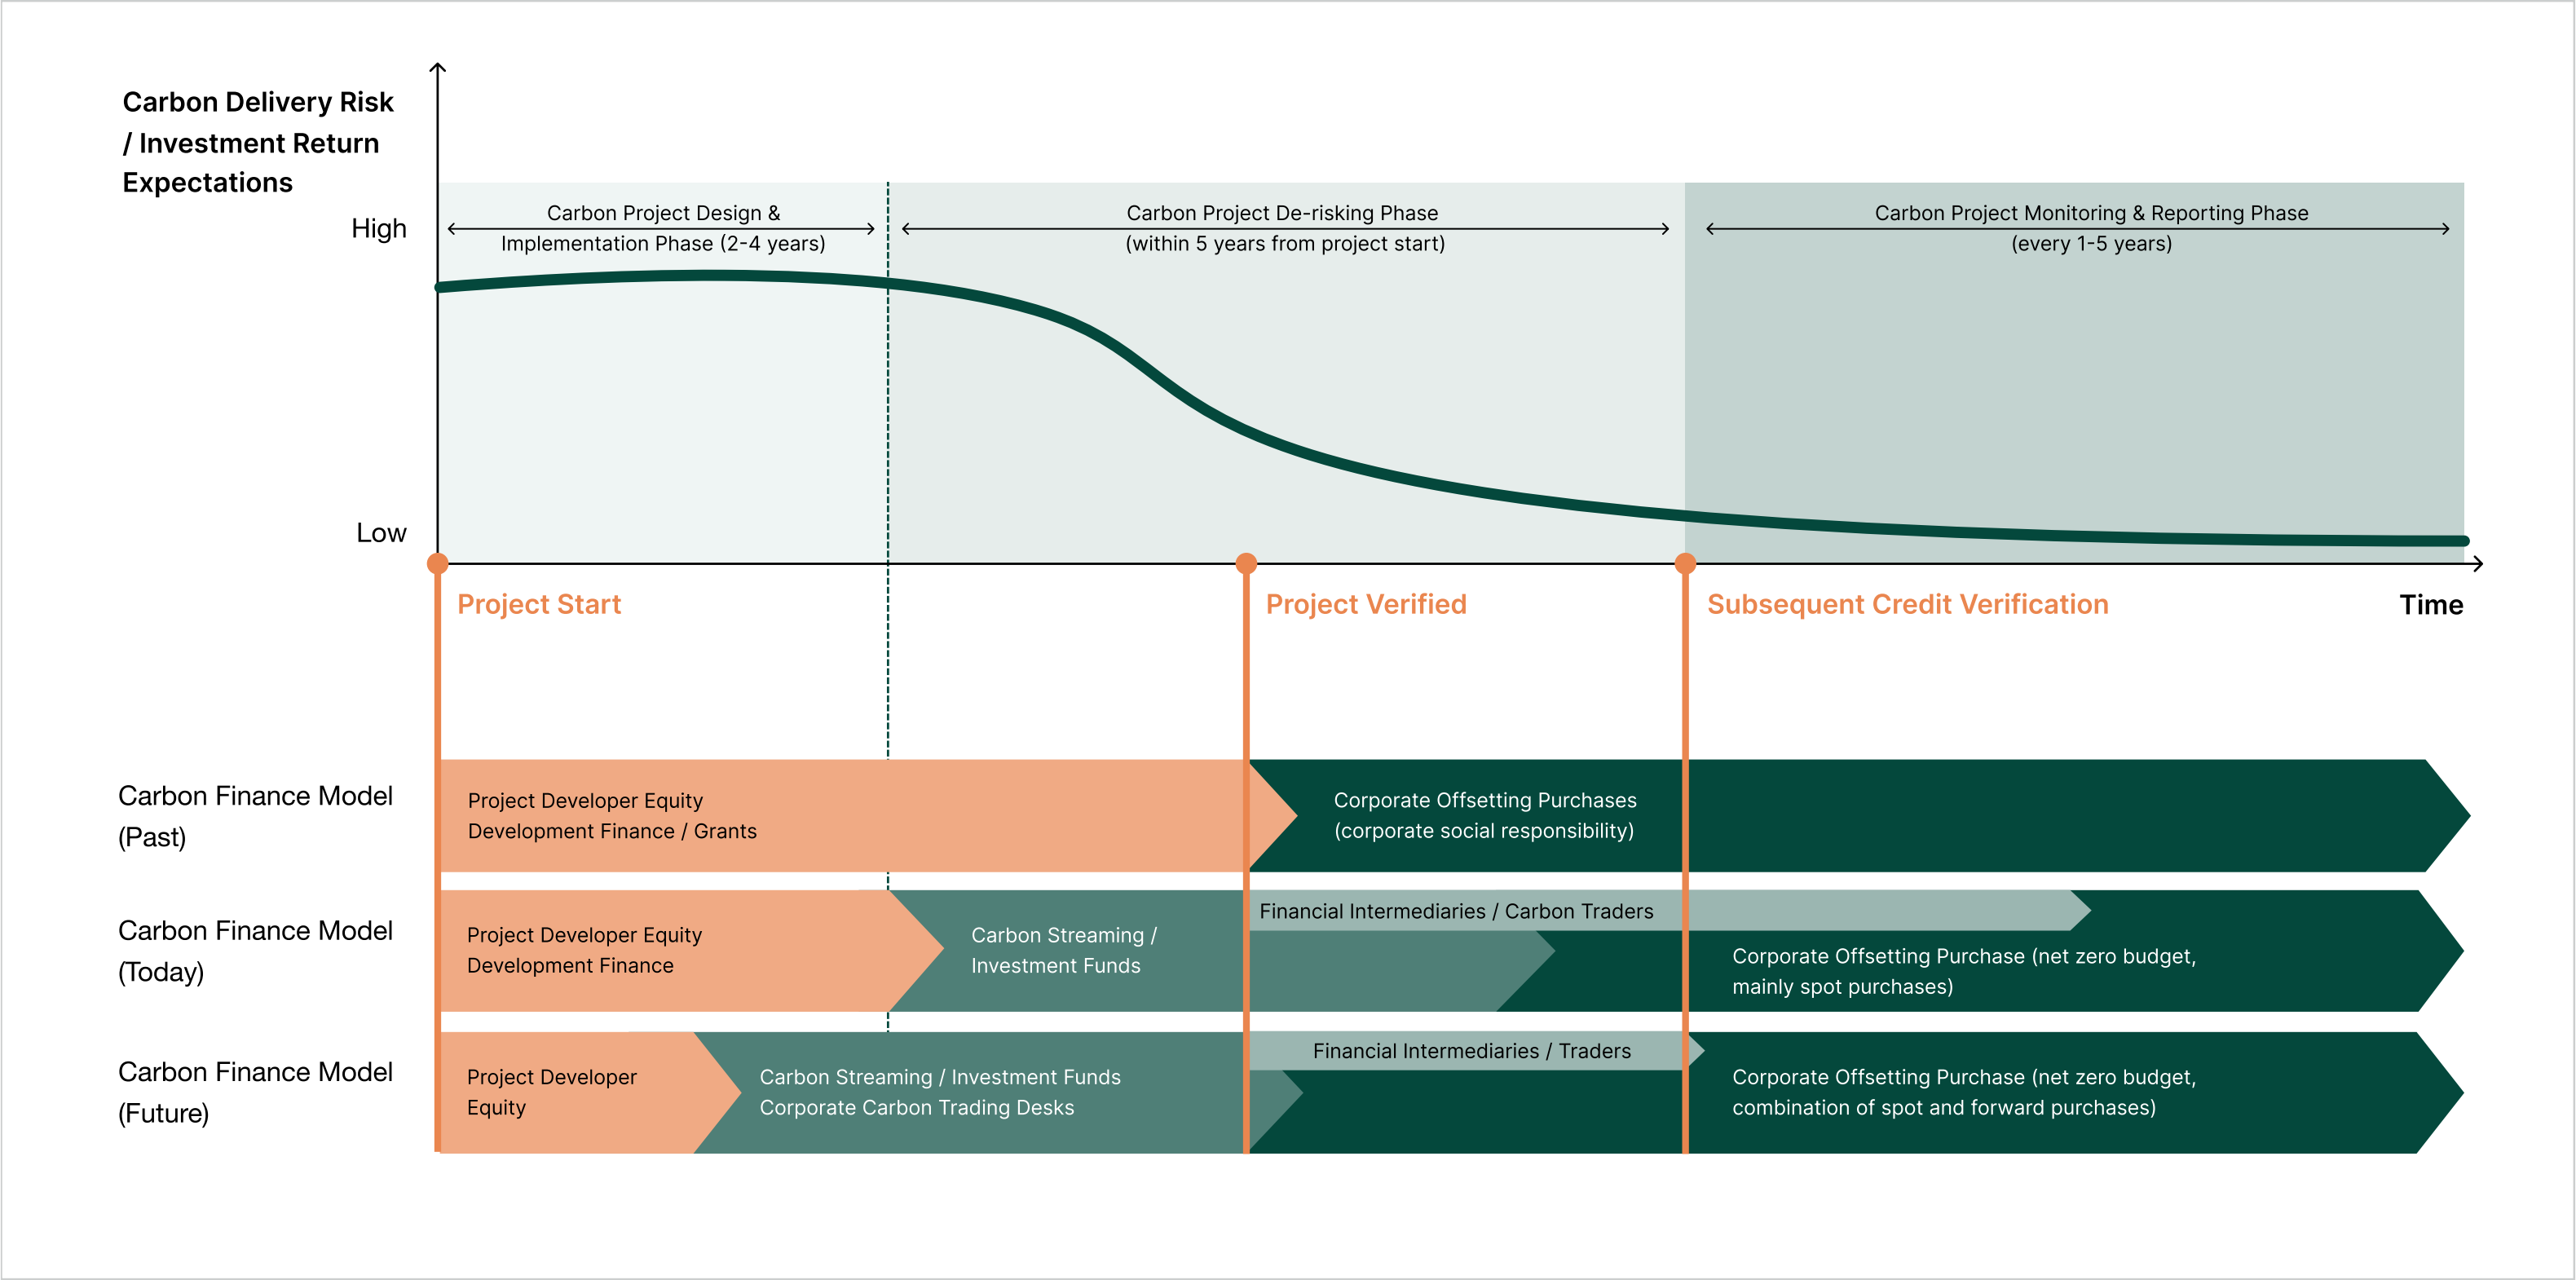 Carbon Delivery Risk
/ Investment Return
Expectations
High
Low
Carbon Project Design &
Implementation Phase (2-4 years)
Carbon Project De-risking Phase
(within 5 years from project start)
Carbon Project Monitoring & Reporting Phase
(every 1-5 years)
Project Start
Project Verified
Subsequent Credit Verification
Time
Carbon Finance Model
(Past)
Project Developer Equity
Development Finance / Grants
Corporate Offsetting Purchases
(corporate social responsibility)
Carbon Finance Model
(Today)
Project Developer Equity
Development Finance
Carbon Streaming /
Investment Funds
Financial Intermediaries / Carbon Traders
Corporate Offsetting Purchase (net zero budget,
mainly spot purchases)
Carbon Finance Model
(Future)
Project Developer
Equity
Carbon Streaming / Investment Funds
Corporate Carbon Trading Desks
Financial Intermediaries / Traders
Corporate Offsetting Purchase (net zero budget,
combination of spot and forward purchases)